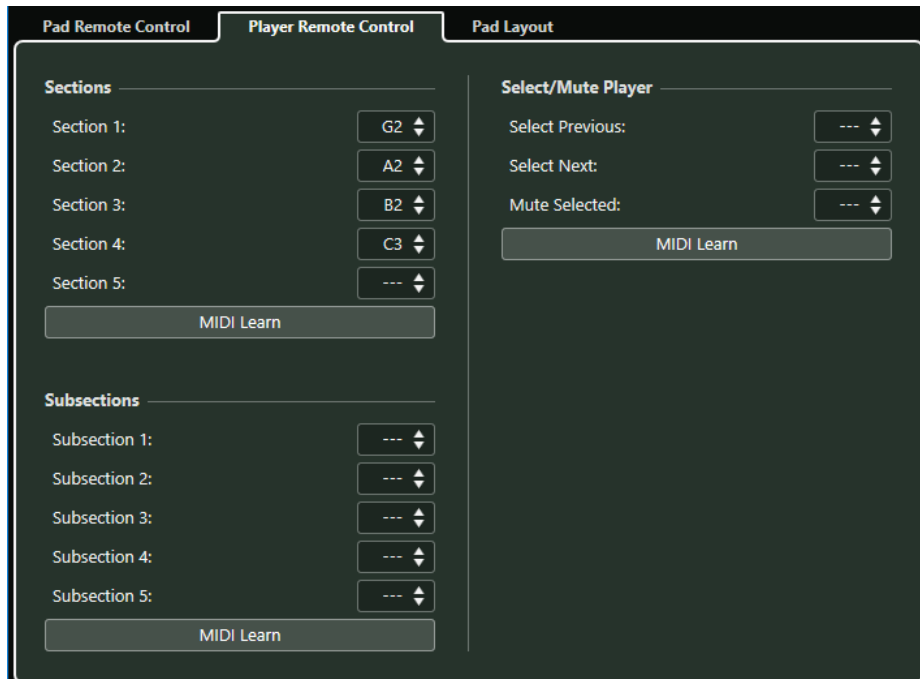 Pad Remote Control
Player Remote Control
Pad Layout
Sections
Section 1: G2
Section 2: A2
Section 3: B2
Section 4: C3
Section 5: ---
MIDI Learn
Subsections
Subsection 1: ---
Subsection 2: ---
Subsection 3: ---
Subsection 4: ---
Subsection 5: ---
MIDI Learn
Select/Mute Player
Select Previous: ---
Select Next: ---
Mute Selected: ---
MIDI Learn